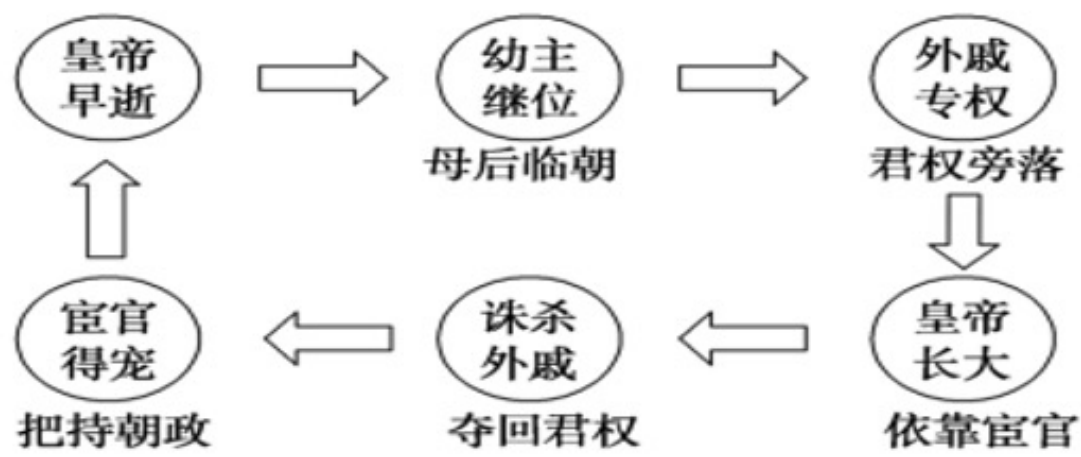 皇帝
早逝
幼主
继位
母后临朝
外戚
专权
君权旁落
皇帝
长大
依靠宦官
诛杀
外戚
夺回君权
宦官
得宠
把持朝政